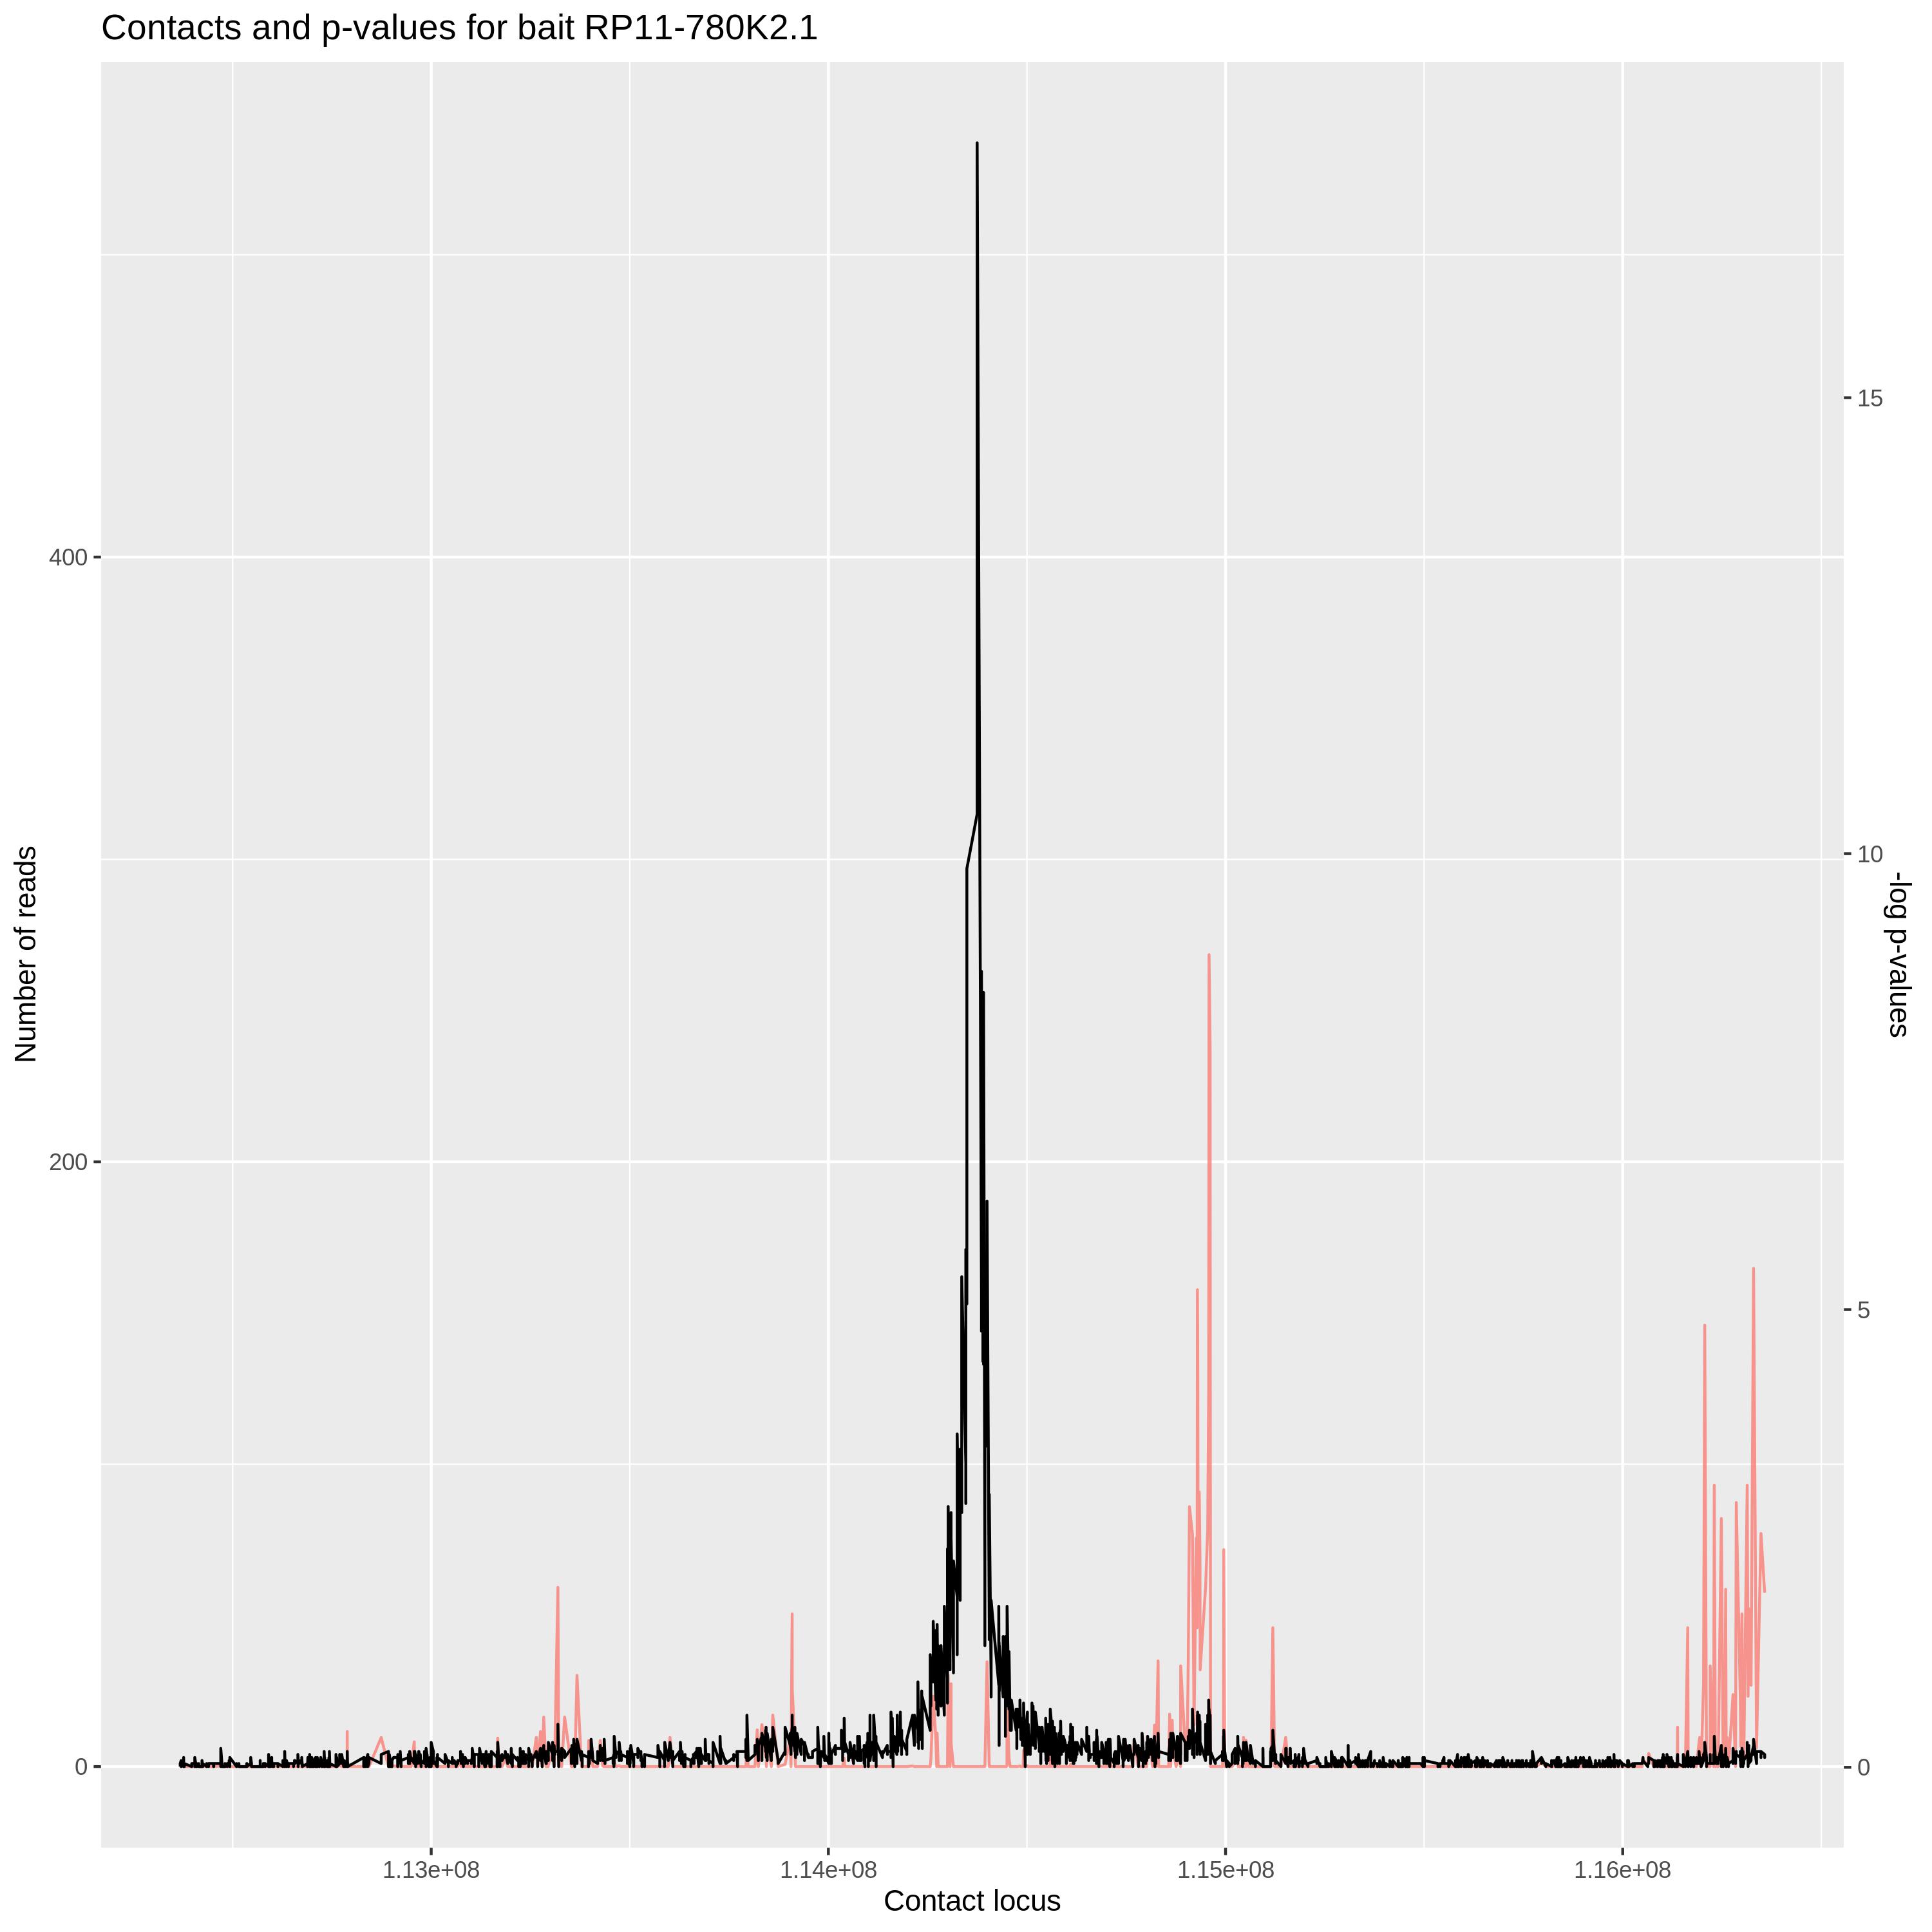 Contacts and p-values for bait RP11-780K2.1
Number of reads
400
200
0
15
10
5
0
-log p-values
1.13e+08
1.14e+08
1.15e+08
1.16e+08
Contact locus